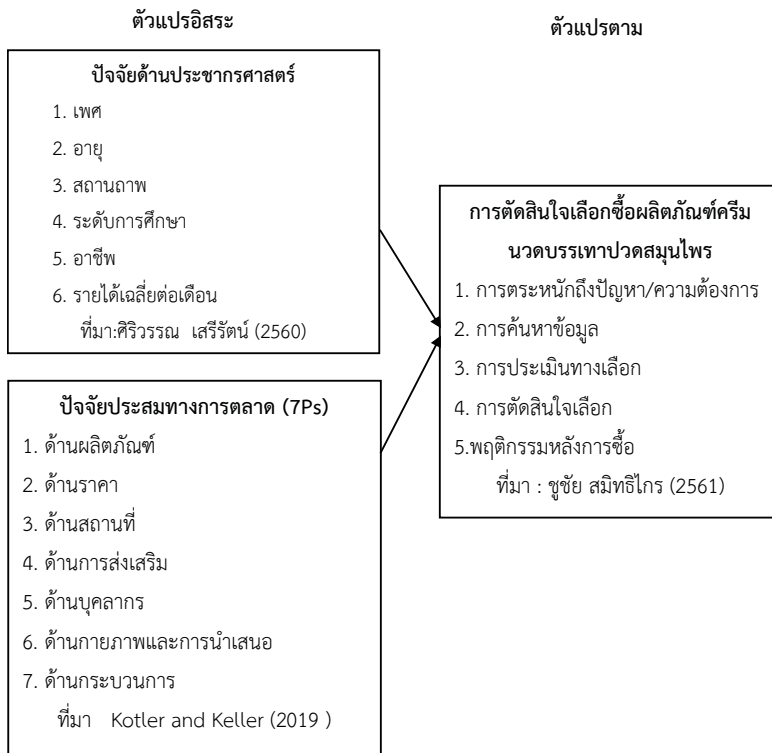 ตัวแปรอิสระ
ปัจจัยด้านประชากรศาสตร์
1. เพศ
2. อายุ
3. สถานถาพ
4. ระดับการศึกษา
5. อาชีพ
6. รายได้เฉลี่ยต่อเดือน
ที่มา:ศิริวรรณ เสรีรัตน์ (2560)
ปัจจัยประสมทางการตลาด (7Ps)
1. ด้านผลิตภัณฑ์
2. ด้านราคา
3. ด้านสถานที่
4. ด้านการส่งเสริม
5. ด้านบุคลากร
6. ด้านกายภาพและการนำเสนอ
7. ด้านกระบวนการ
ที่มา Kotler and Keller (2019 )
ตัวแปรตาม
การตัดสินใจเลือกซื้อผลิตภัณฑ์ครีม
นวดบรรเทาปวดสมุนไพร
1. การตระหนักถึงปัญหา/ความต้องการ
2. การค้นหาข้อมูล
3. การประเมินทางเลือก
4. การตัดสินใจเลือก
5.พฤติกรรมหลังการซื้อ
ที่มา : ชูชัย สมิทธิไกร (2561)